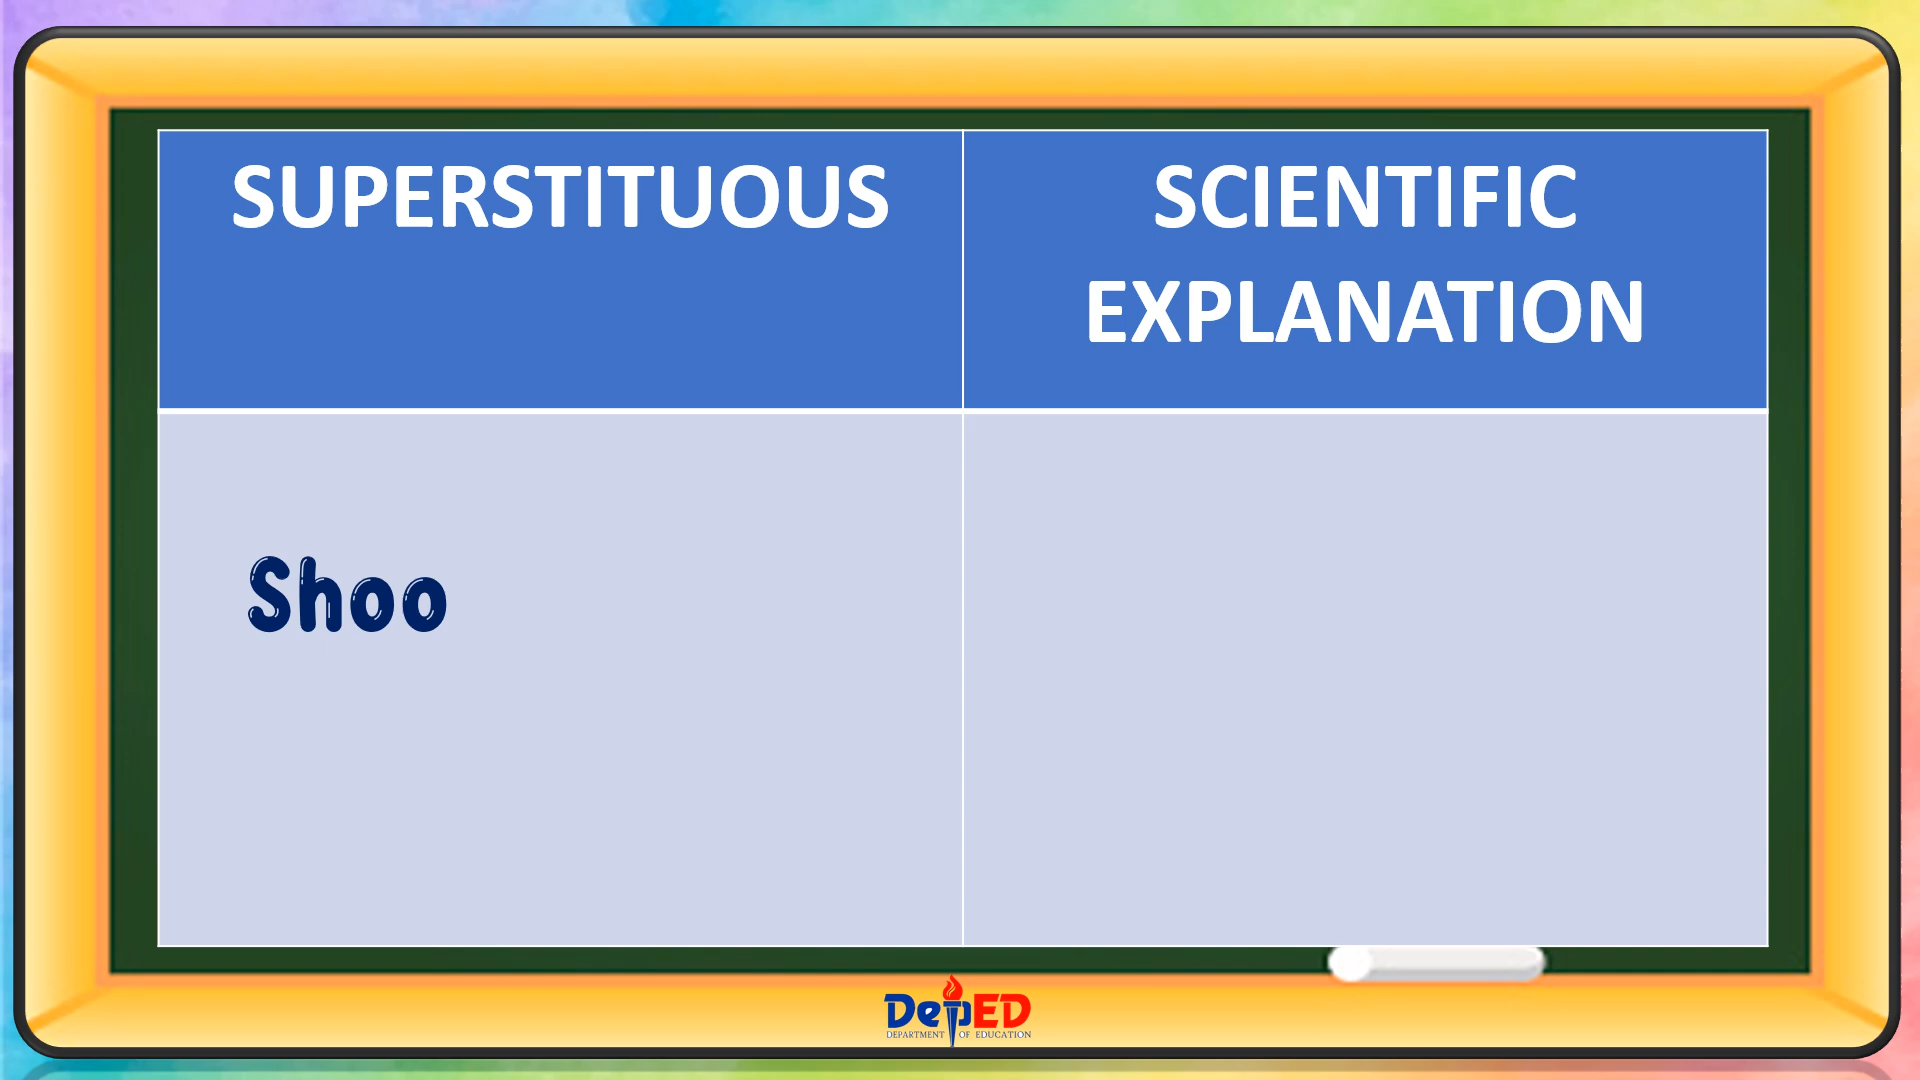 SUPERSTITUOUS
SCIENTIFIC
EXPLANATION
Shoo
DepED
DEPARTMENT OF EDUCATION